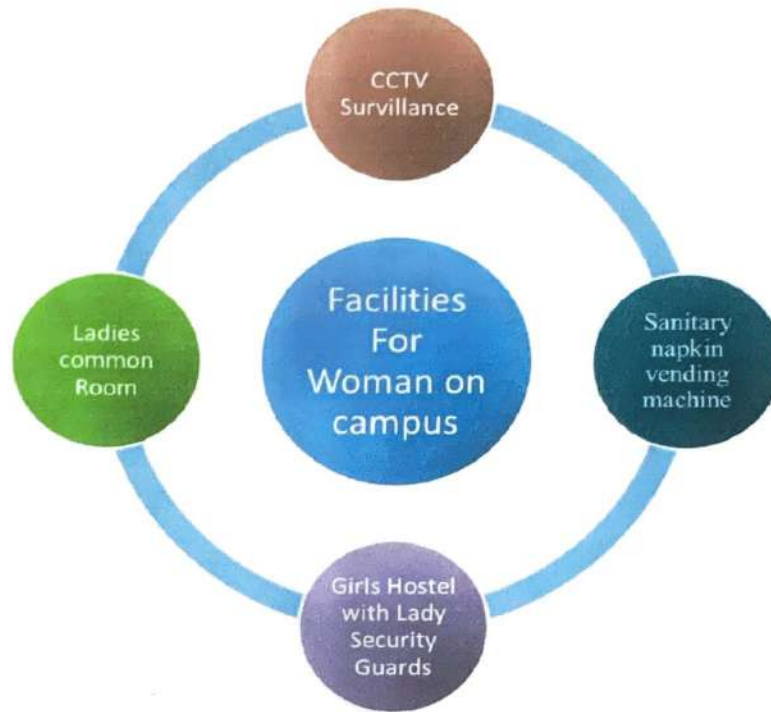 CCTV
Survillance
Facilities
For
Woman on
campus
Sanitary
napkin
vending
machine
Ladies
common
Room
Girls Hostel
with Lady
Security
Guards